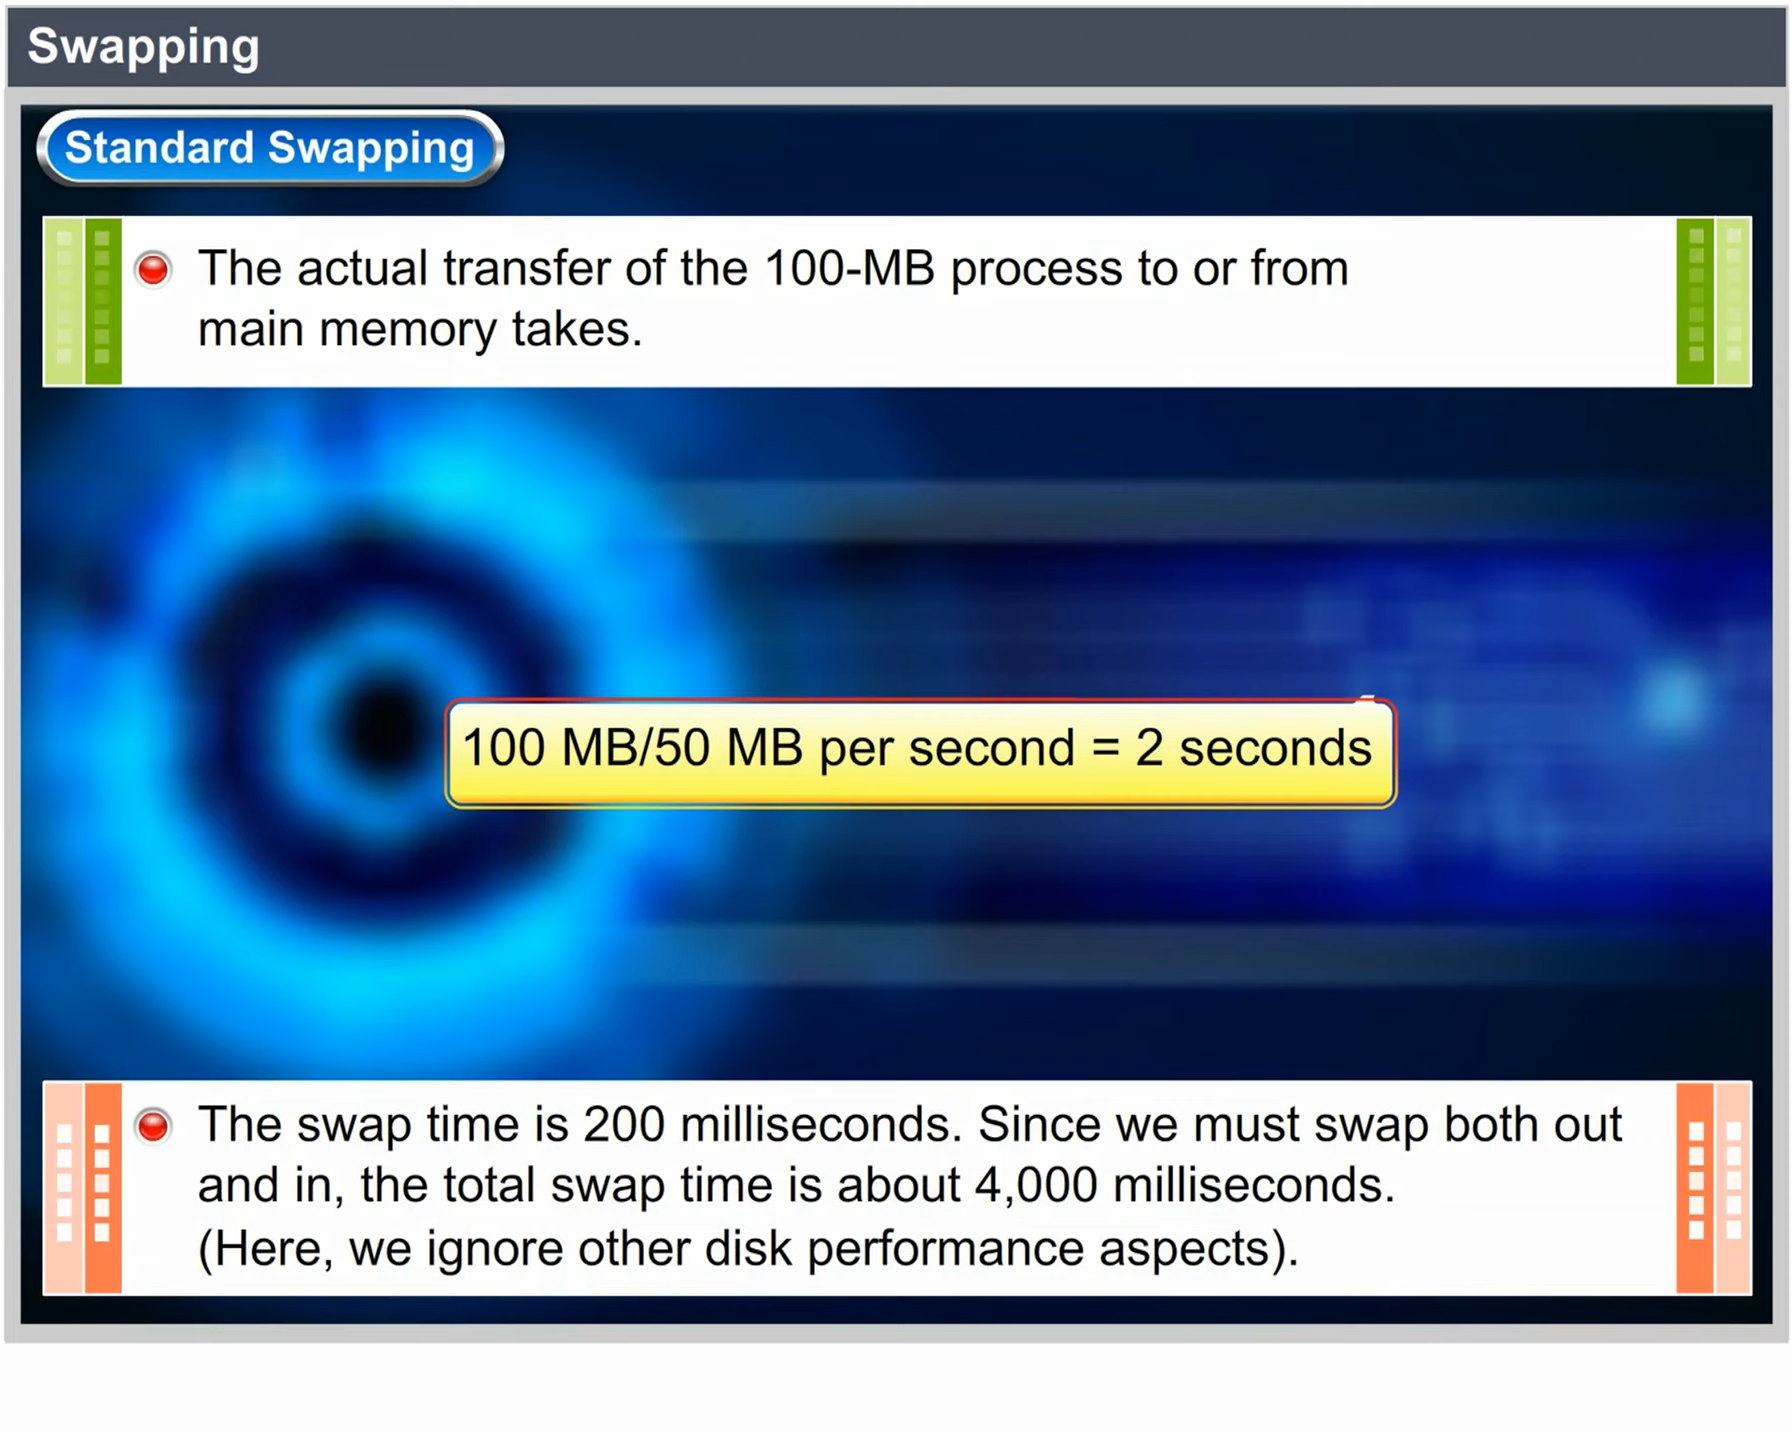 Swapping
Standard Swapping
The actual transfer of the 100-MB process to or from
main memory takes.
100 MB/50 MB per second = 2 seconds
The swap time is 200 milliseconds. Since we must swap both out
and in, the total swap time is about 4,000 milliseconds.
(Here, we ignore other disk performance aspects).